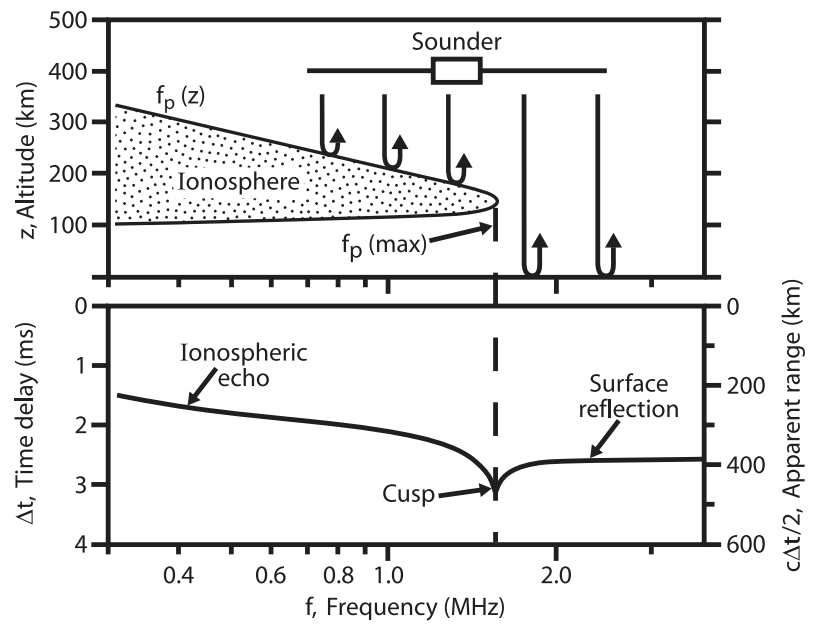 500
400
300
200
100
z, Altitude (km)
Sounder
fp (z)
Ionosphere
fp (max)
0
1
2
3
4
Δt, Time delay (ms)
Ionospheric
echo
Surface
reflection
Cusp
0
200
400
600
cΔt/2, Apparent range (km)
0.4
0.6
0.8
1.0
2.0
f, Frequency (MHz)